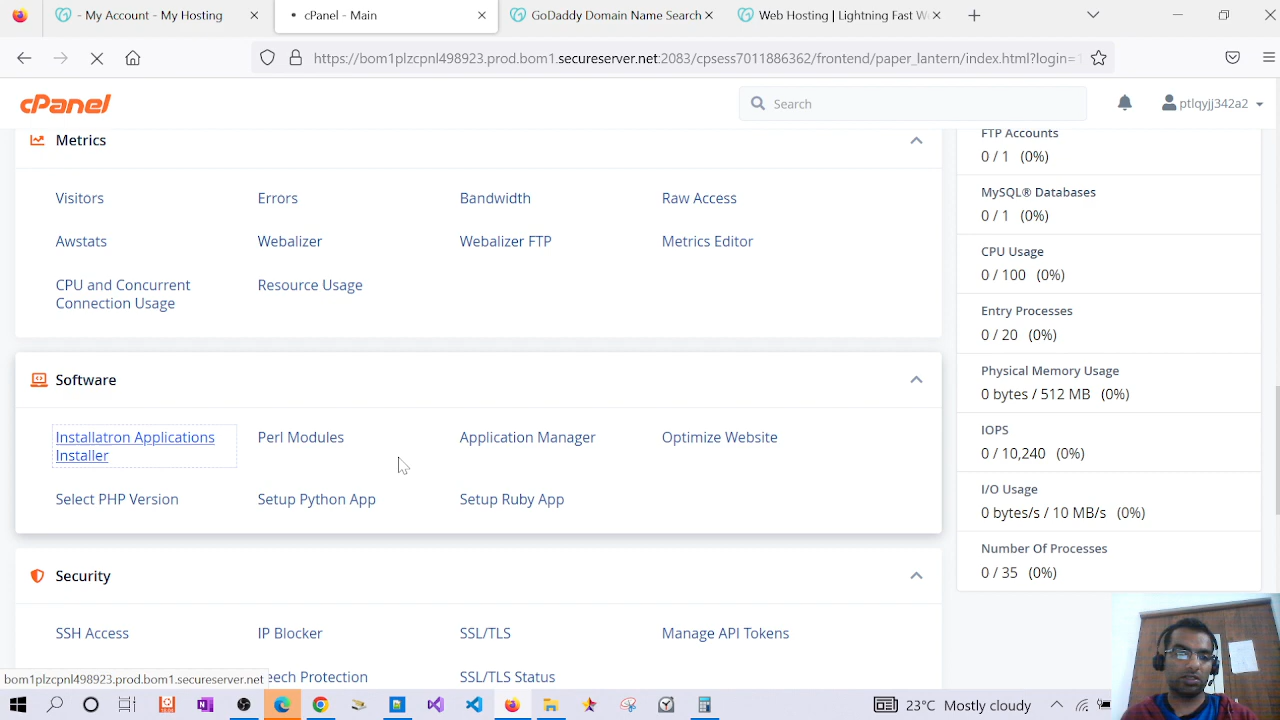 - My Account - My Hosting
cPanel - Main
GoDaddy Domain Name Search
Web Hosting | Lightning Fast W
https://bom1plzcpnl498923.prod.bom1.secureserver.net:2083/cpsess7011886362/frontend/paper_lantern/index.html?login=1
cPanel
Search
ptlqyjj342a2
Metrics
Visitors
Errors
Bandwidth
Raw Access
Awstats
Webalizer
Webalizer FTP
Metrics Editor
CPU and Concurrent
Connection Usage
Resource Usage
Software
Installatron Applications
Installer
Perl Modules
Application Manager
Optimize Website
Select PHP Version
Setup Python App
Setup Ruby App
Security
SSH Access
IP Blocker
SSL/TLS
Manage API Tokens
eech Protection
SSL/TLS Status
FTP Accounts
0 / 1 (0%)
MySQL® Databases
0 / 1 (0%)
CPU Usage
0 / 100 (0%)
Entry Processes
0 / 20 (0%)
Physical Memory Usage
0 bytes / 512 MB (0%)
IOPS
0 / 10,240 (0%)
I/O Usage
0 bytes/s / 10 MB/s (0%)
Number Of Processes
0 / 35 (0%)
bom1plzcpnl498923.prod.bom1.secureserver.net
23°C Mostly cloudy